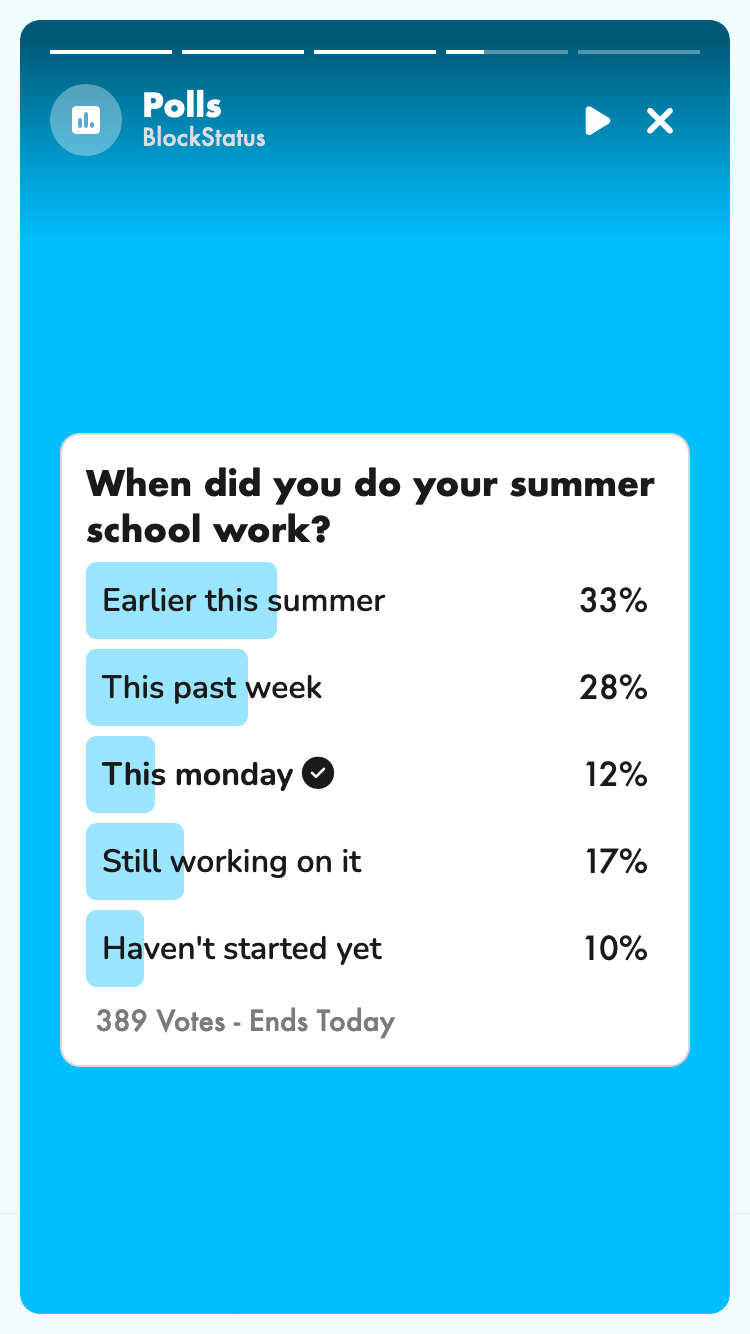 Polls
BlockStatus
When did you do your summer
school work?
Earlier this summer 33%
This past week 28%
This monday 12%
Still working on it 17%
Haven't started yet 10%
389 Votes - Ends Today